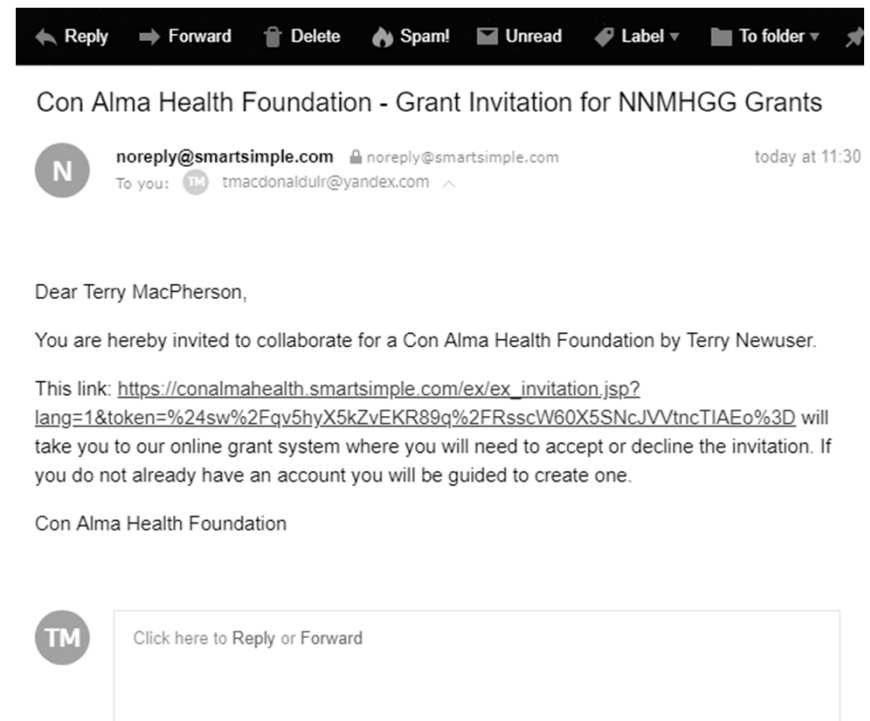 Reply Forward Delete Spam! Unread Label To folder
Con Alma Health Foundation - Grant Invitation for NNMHGG Grants
N
noreply@smartsimple.com noreply@smartsimple.com today at 11:30
To you: TM tmacdonaldulr@yandex.com
Dear Terry MacPherson,
You are hereby invited to collaborate for a Con Alma Health Foundation by Terry Newuser.
This link: https://conalmahealth.smartsimple.com/ex/ex_invitation.jsp?
lang=1&token=%24sw%2Fqv5hyX5kZvEKR89q%2FRsscW60X5SNcJVVtncTIAEo%3D will
take you to our online grant system where you will need to accept or decline the invitation. If
you do not already have an account you will be guided to create one.
Con Alma Health Foundation
TM
Click here to Reply or Forward